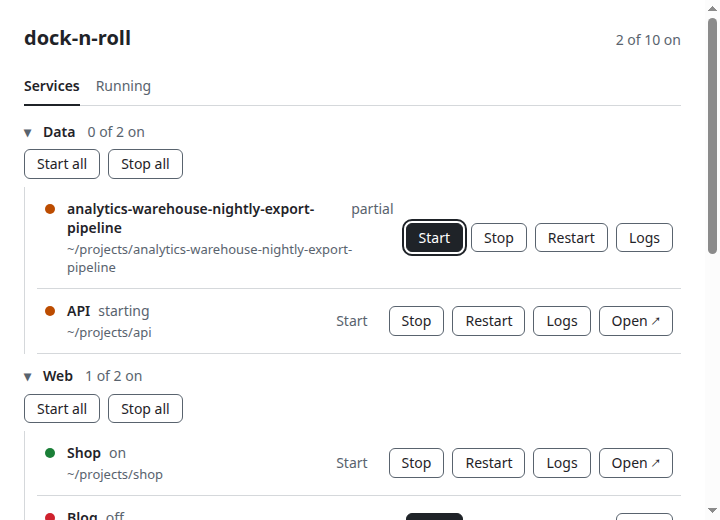 dock-n-roll
2 of 10 on
Services Running
▼ Data 0 of 2 on
Start all Stop all
analytics-warehouse-nightly-export-pipeline partial
~/projects/analytics-warehouse-nightly-export-pipeline
Start Stop Restart Logs
API starting
~/projects/api
Start Stop Restart Logs Open ↗
▼ Web 1 of 2 on
Start all Stop all
Shop on
~/projects/shop
Start Stop Restart Logs Open ↗
Blog off